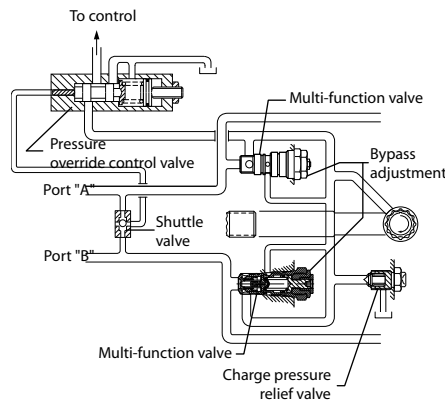 To control
Multi-function valve
Pressure
override control valve
Bypass
adjustment
Port "A"
Shuttle
valve
Port "B"
Multi-function valve
Charge pressure
relief valve